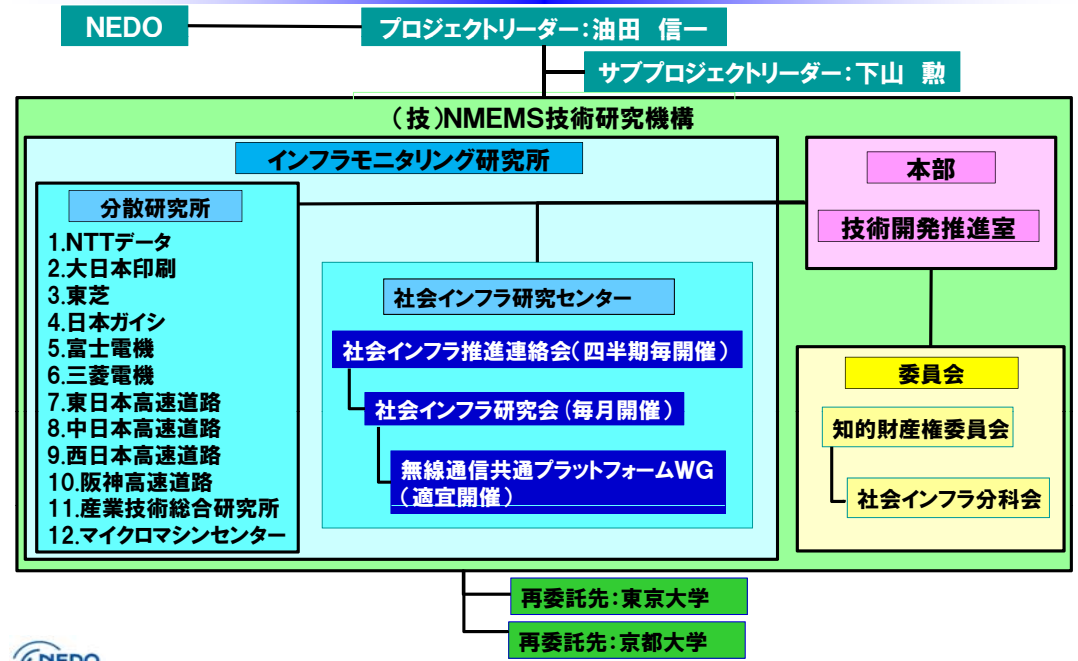 NEDO
プロジェクトリーダー：油田　信一
サブプロジェクトリーダー：下山　勲
（技）NMEMS技術研究機構
インフラモニタリング研究所
分散研究所
1.NTTデータ
2.大日本印刷
3.東芝
4.日本ガイシ
5.富士電機
6.三菱電機
7.東日本高速道路
8.中日本高速道路
9.西日本高速道路
10.阪神高速道路
11.産業技術総合研究所
12.マイクロマシンセンター
社会インフラ研究センター
社会インフラ推進連絡会（四半期毎開催）
社会インフラ研究会（毎月開催）
無線通信共通プラットフォームWG
（適宜開催）
本部
技術開発推進室
委員会
知的財産権委員会
社会インフラ分科会
再委託先：東京大学
再委託先：京都大学
NEDO